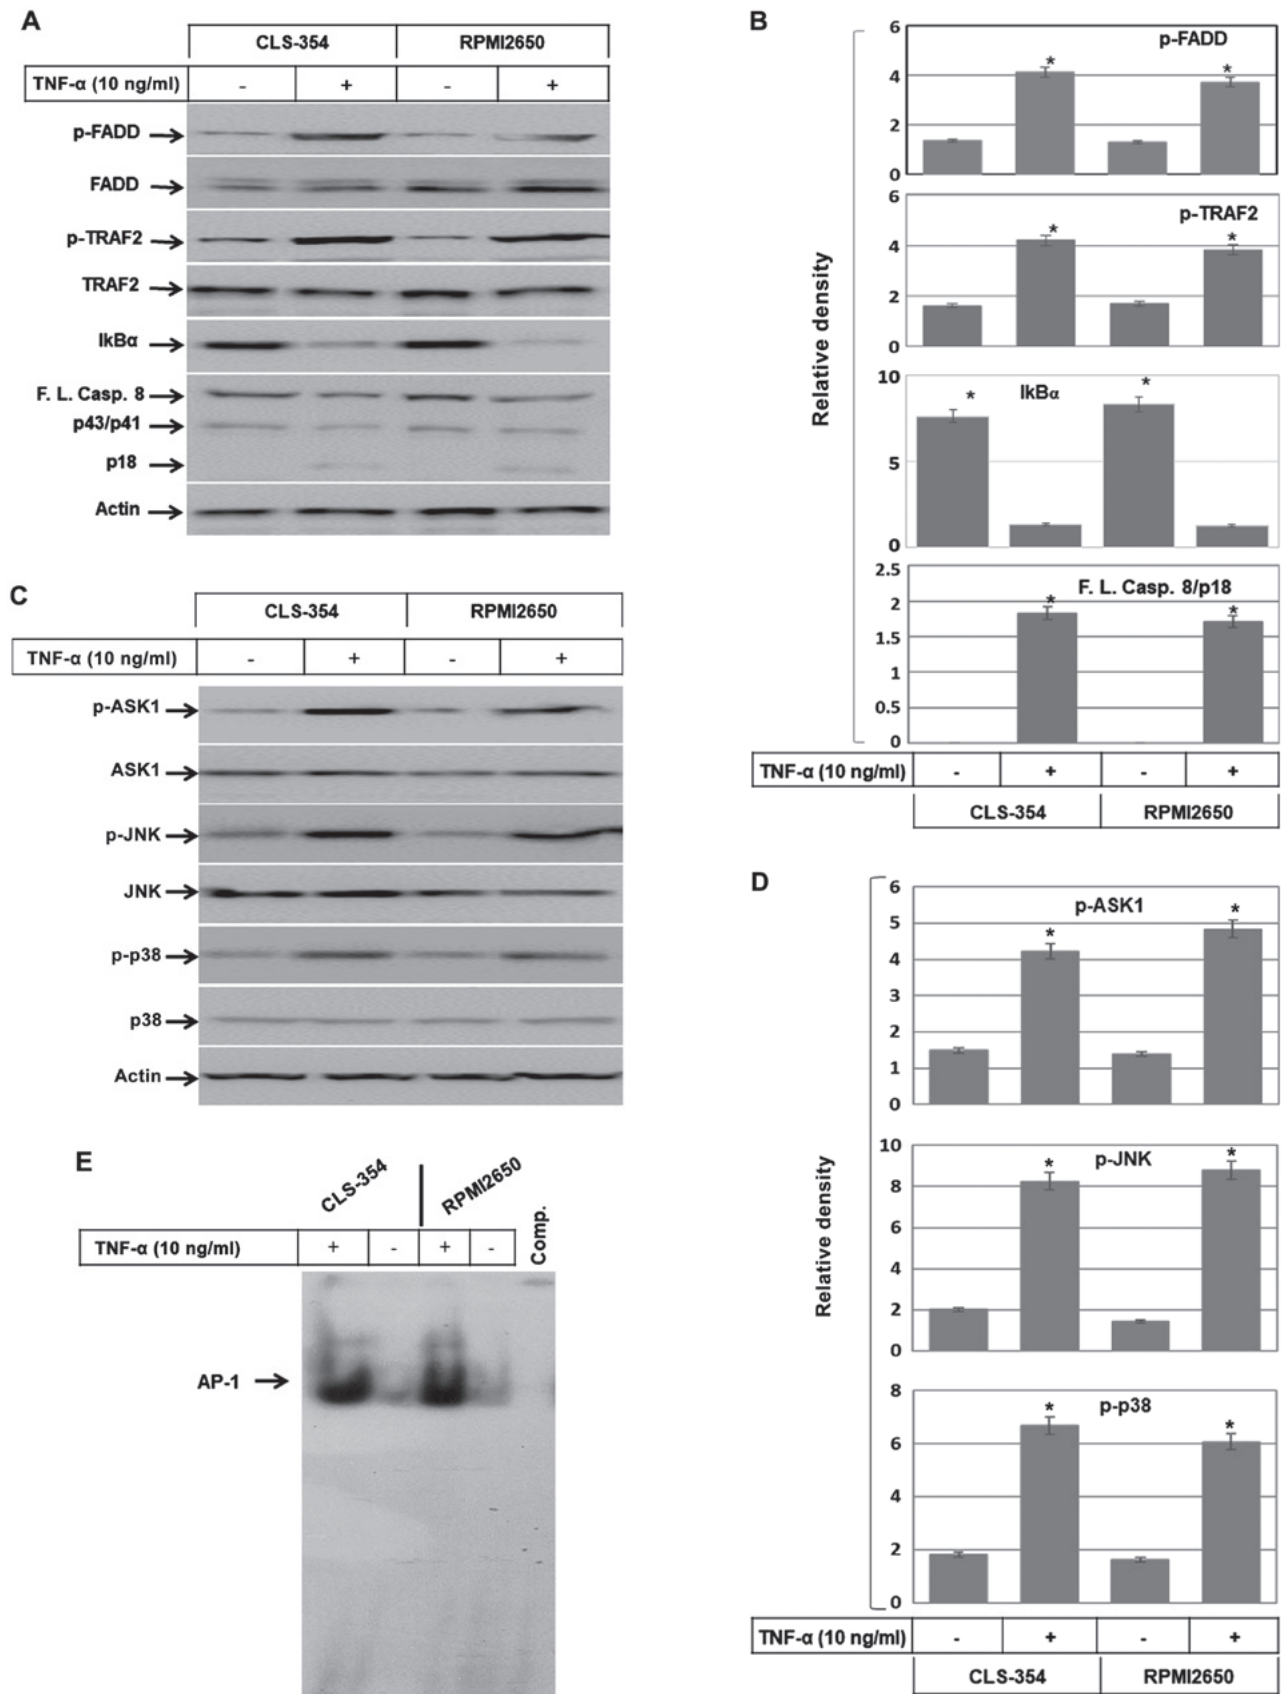 A
CLS-354 RPMI2650
TNF-α (10 ng/ml) - + - +
p-FADD
FADD
p-TRAF2
TRAF2
IkBα
F. L. Casp. 8
p43/p41
p18
Actin
B
Relative density
6
p-FADD
4
*
*
2
0
6
p-TRAF2
4
*
*
2
0
10
* IkBα *
5
0
2.5
F. L. Casp. 8/p18
2
*
*
1.5
1
0.5
0
TNF-α (10 ng/ml) - + - +
CLS-354 RPMI2650
C
CLS-354 RPMI2650
TNF-α (10 ng/ml) - + - +
p-ASK1
ASK1
p-JNK
JNK
p-p38
p38
Actin
D
Relative density
6
p-ASK1
*
5
*
4
3
2
1
0
10
p-JNK
*
*
8
6
4
2
0
8
p-p38
*
*
6
4
2
0
TNF-α (10 ng/ml) - + - +
CLS-354 RPMI2650
E
CLS-354 RPMI2650 Comp.
TNF-α (10 ng/ml) + - + -
AP-1